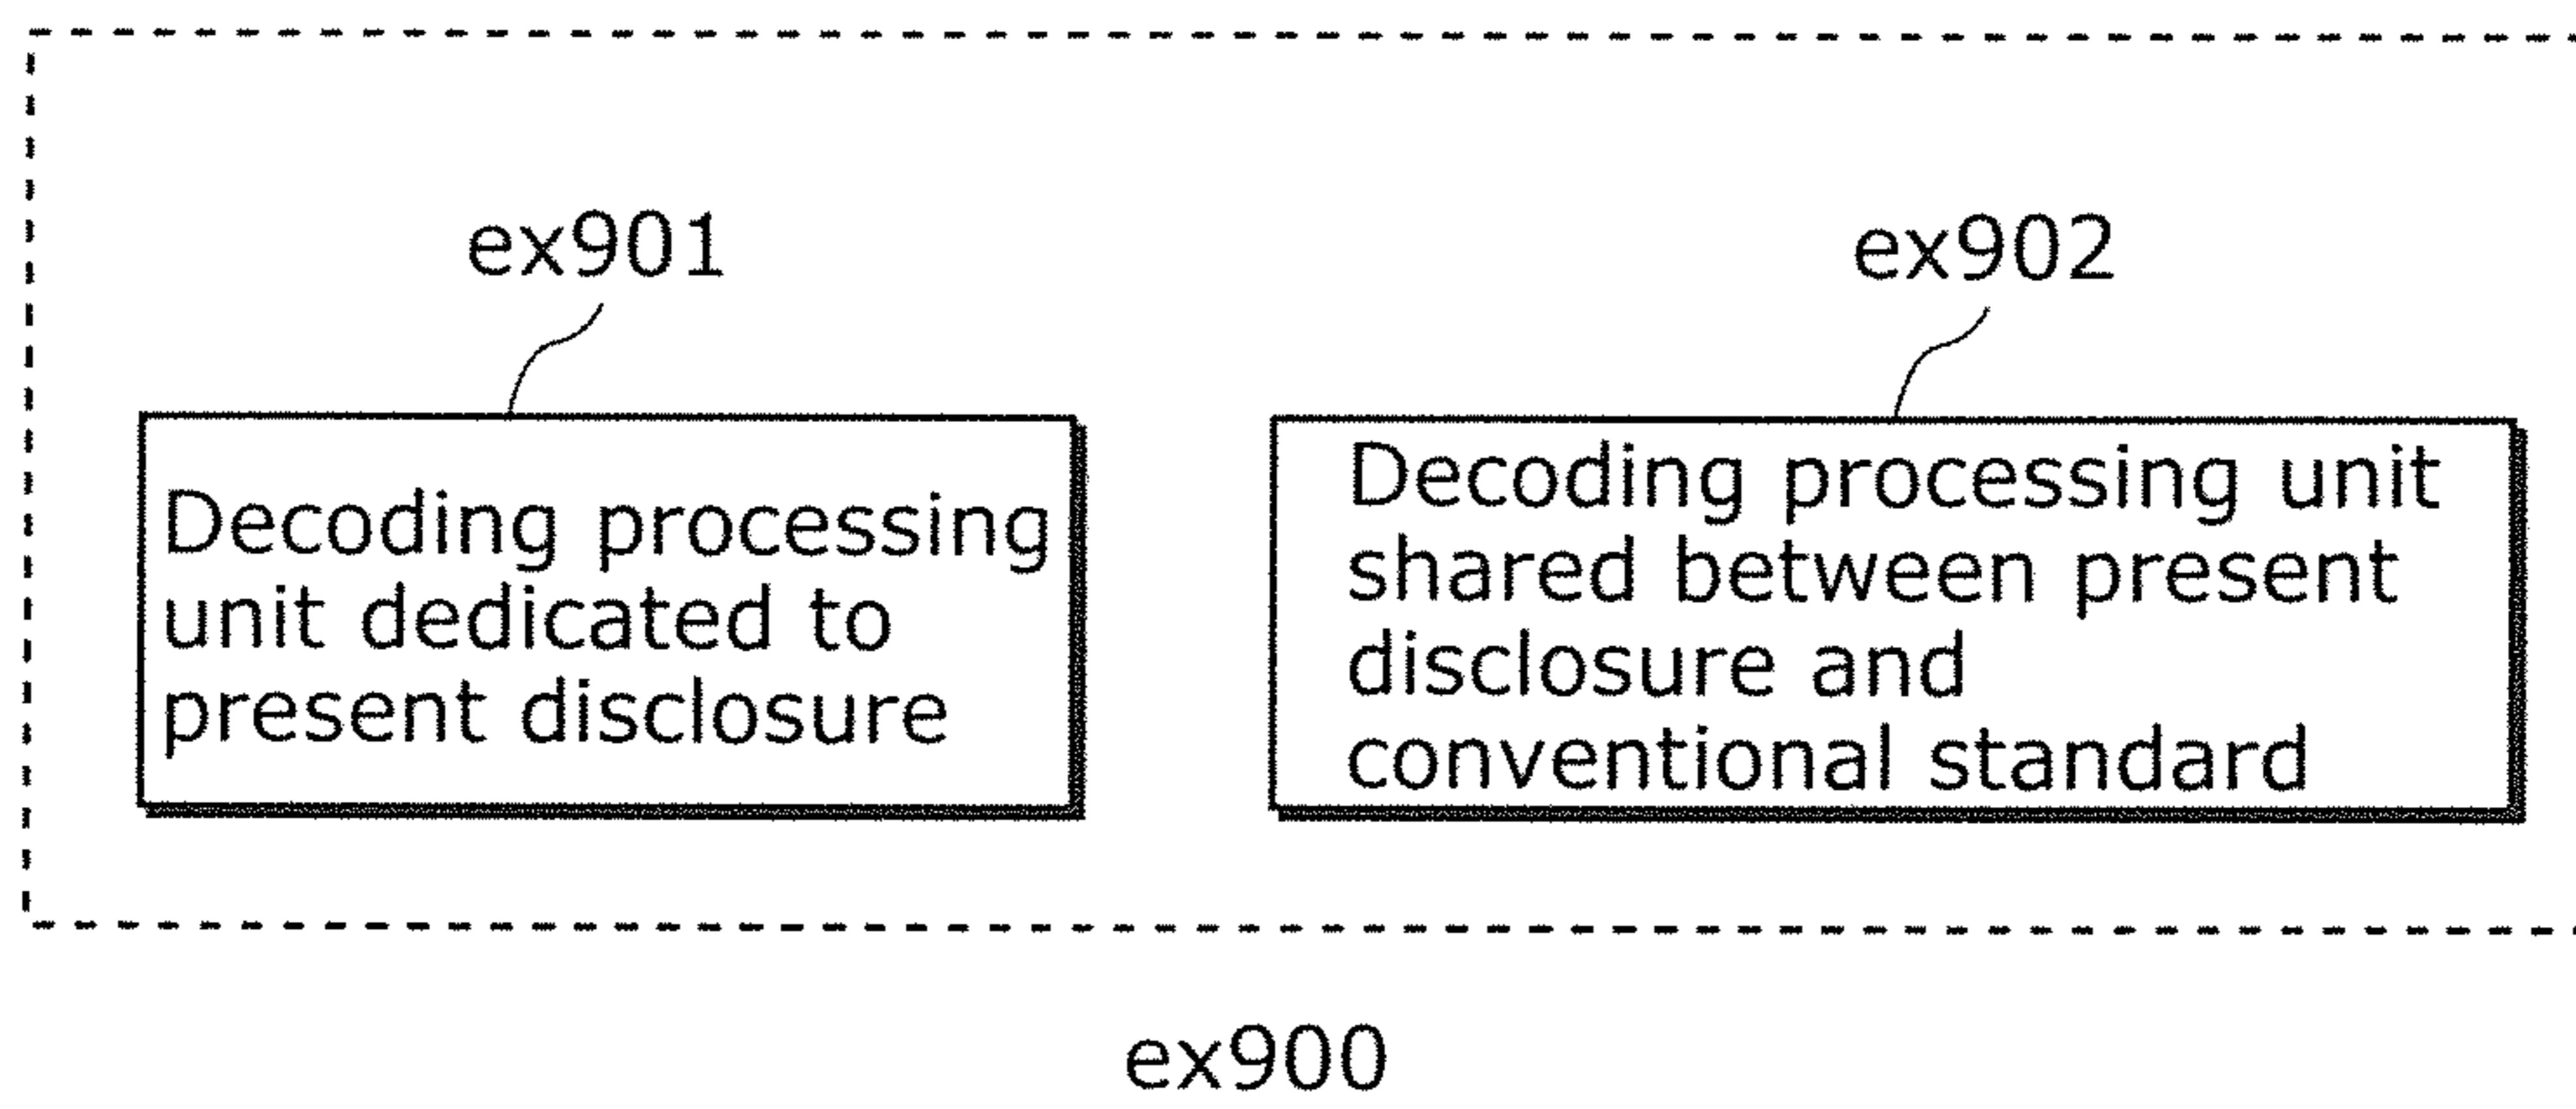 ex901
Decoding processing
unit dedicated to
present disclosure
ex902
Decoding processing unit
shared between present
disclosure and
conventional standard
ex900